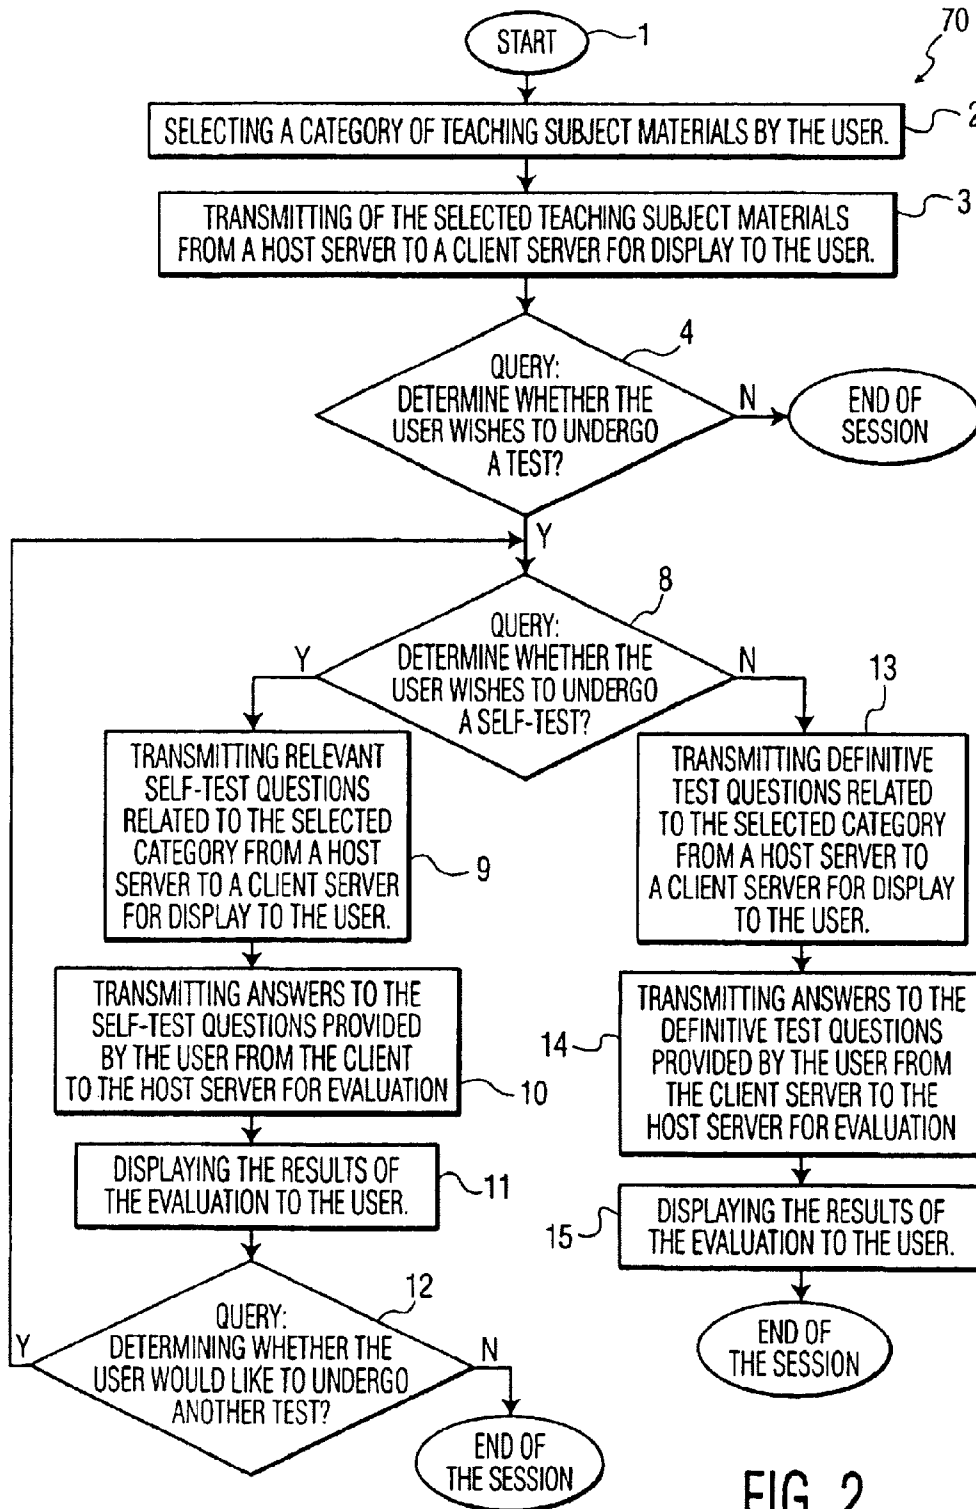 70
START
1
SELECTING A CATEGORY OF TEACHING SUBJECT MATERIALS BY THE USER.
2
TRANSMITTING OF THE SELECTED TEACHING SUBJECT MATERIALS
FROM A HOST SERVER TO A CLIENT SERVER FOR DISPLAY TO THE USER.
3
4
QUERY:
DETERMINE WHETHER THE
USER WISHES TO UNDERGO
A TEST?
N
END OF
SESSION
Y
8
QUERY:
DETERMINE WHETHER THE
USER WISHES TO UNDERGO
A SELF-TEST?
Y
N
TRANSMITTING RELEVANT
SELF-TEST QUESTIONS
RELATED TO THE SELECTED
CATEGORY FROM A HOST
SERVER TO A CLIENT SERVER
FOR DISPLAY TO THE USER.
9
13
TRANSMITTING DEFINITIVE
TEST QUESTIONS RELATED
TO THE SELECTED CATEGORY
FROM A HOST SERVER TO
A CLIENT SERVER FOR DISPLAY
TO THE USER.
TRANSMITTING ANSWERS TO THE
SELF-TEST QUESTIONS PROVIDED
BY THE USER FROM THE CLIENT
TO THE HOST SERVER FOR EVALUATION
10
14
TRANSMITTING ANSWERS TO THE
DEFINITIVE TEST QUESTIONS
PROVIDED BY THE USER FROM
THE CLIENT SERVER TO THE
HOST SERVER FOR EVALUATION
DISPLAYING THE RESULTS OF
THE EVALUATION TO THE USER.
11
15
DISPLAYING THE RESULTS OF
THE EVALUATION TO THE USER.
12
QUERY:
DETERMINING WHETHER THE
USER WOULD LIKE TO UNDERGO
ANOTHER TEST?
Y
N
END OF
THE SESSION
END OF
THE SESSION
FIG. 2